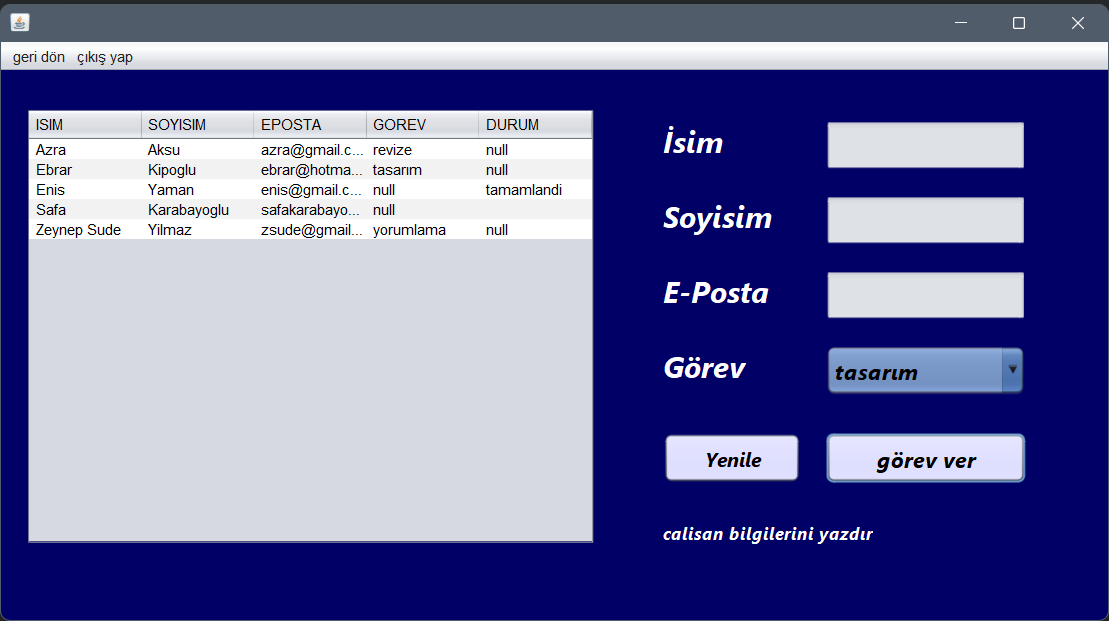 geri dön çıkış yap
ISIM SOYISIM EPOSTA GOREV DURUM
Azra Aksu azra@gmail.c... revize null
Ebrar Kipoglu ebrar@hotma... tasarım null
Enis Yaman enis@gmail.c... null tamamlandi
Safa Karabayoglu safakarabayo... null
Zeynep Sude Yilmaz zsude@gmail... yorumlama null
İsim
Soyisim
E-Posta
Görev tasarım
Yenile görev ver
calisan bilgilerini yazdır